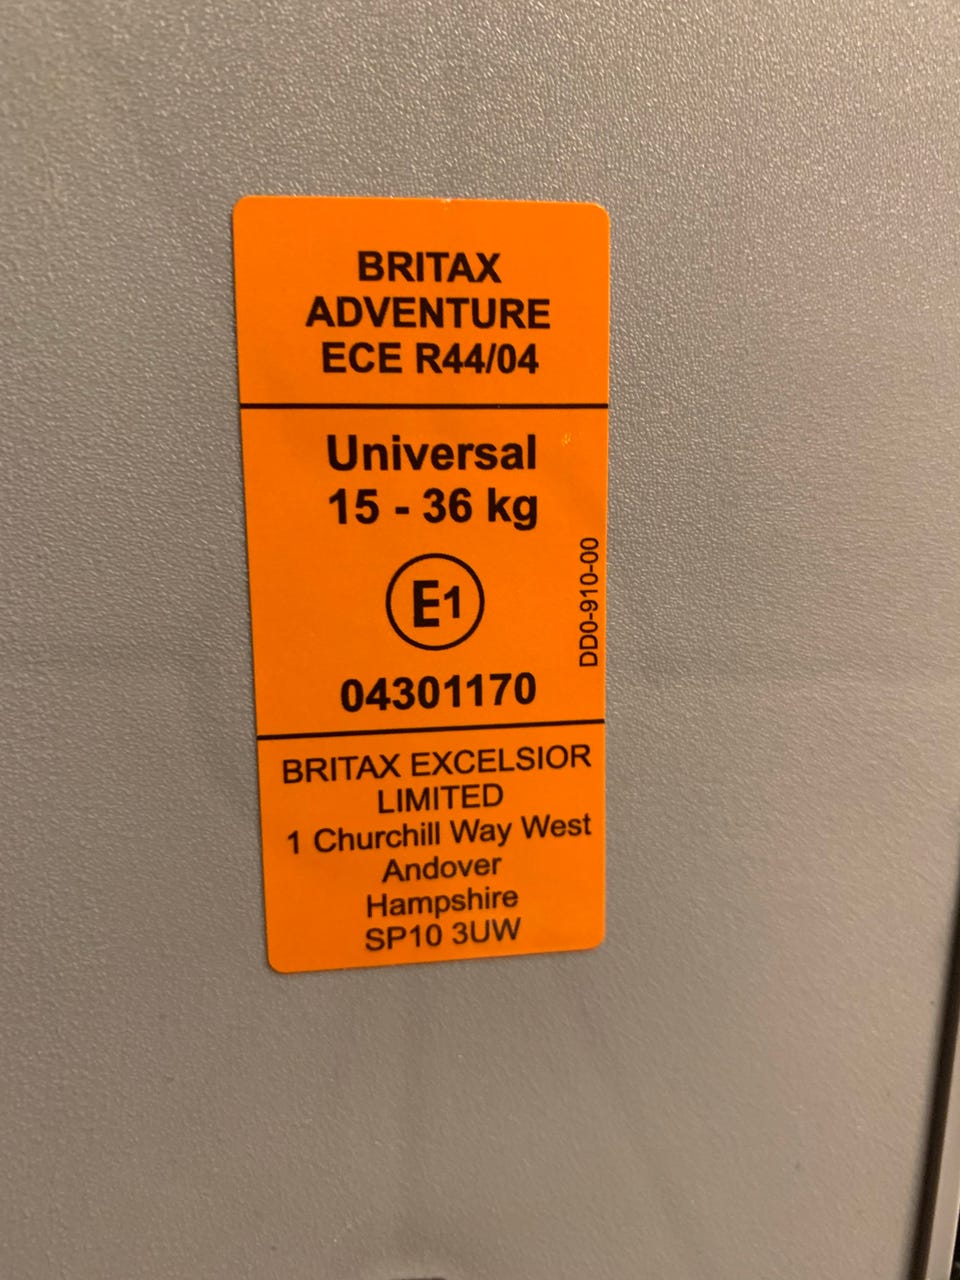 BRITAX
ADVENTURE
ECE R44/04
Universal
15 - 36 kg
E1
04301170
DD0-910-00
BRITAX EXCELSIOR
LIMITED
1 Churchill Way West
Andover
Hampshire
SP10 3UW